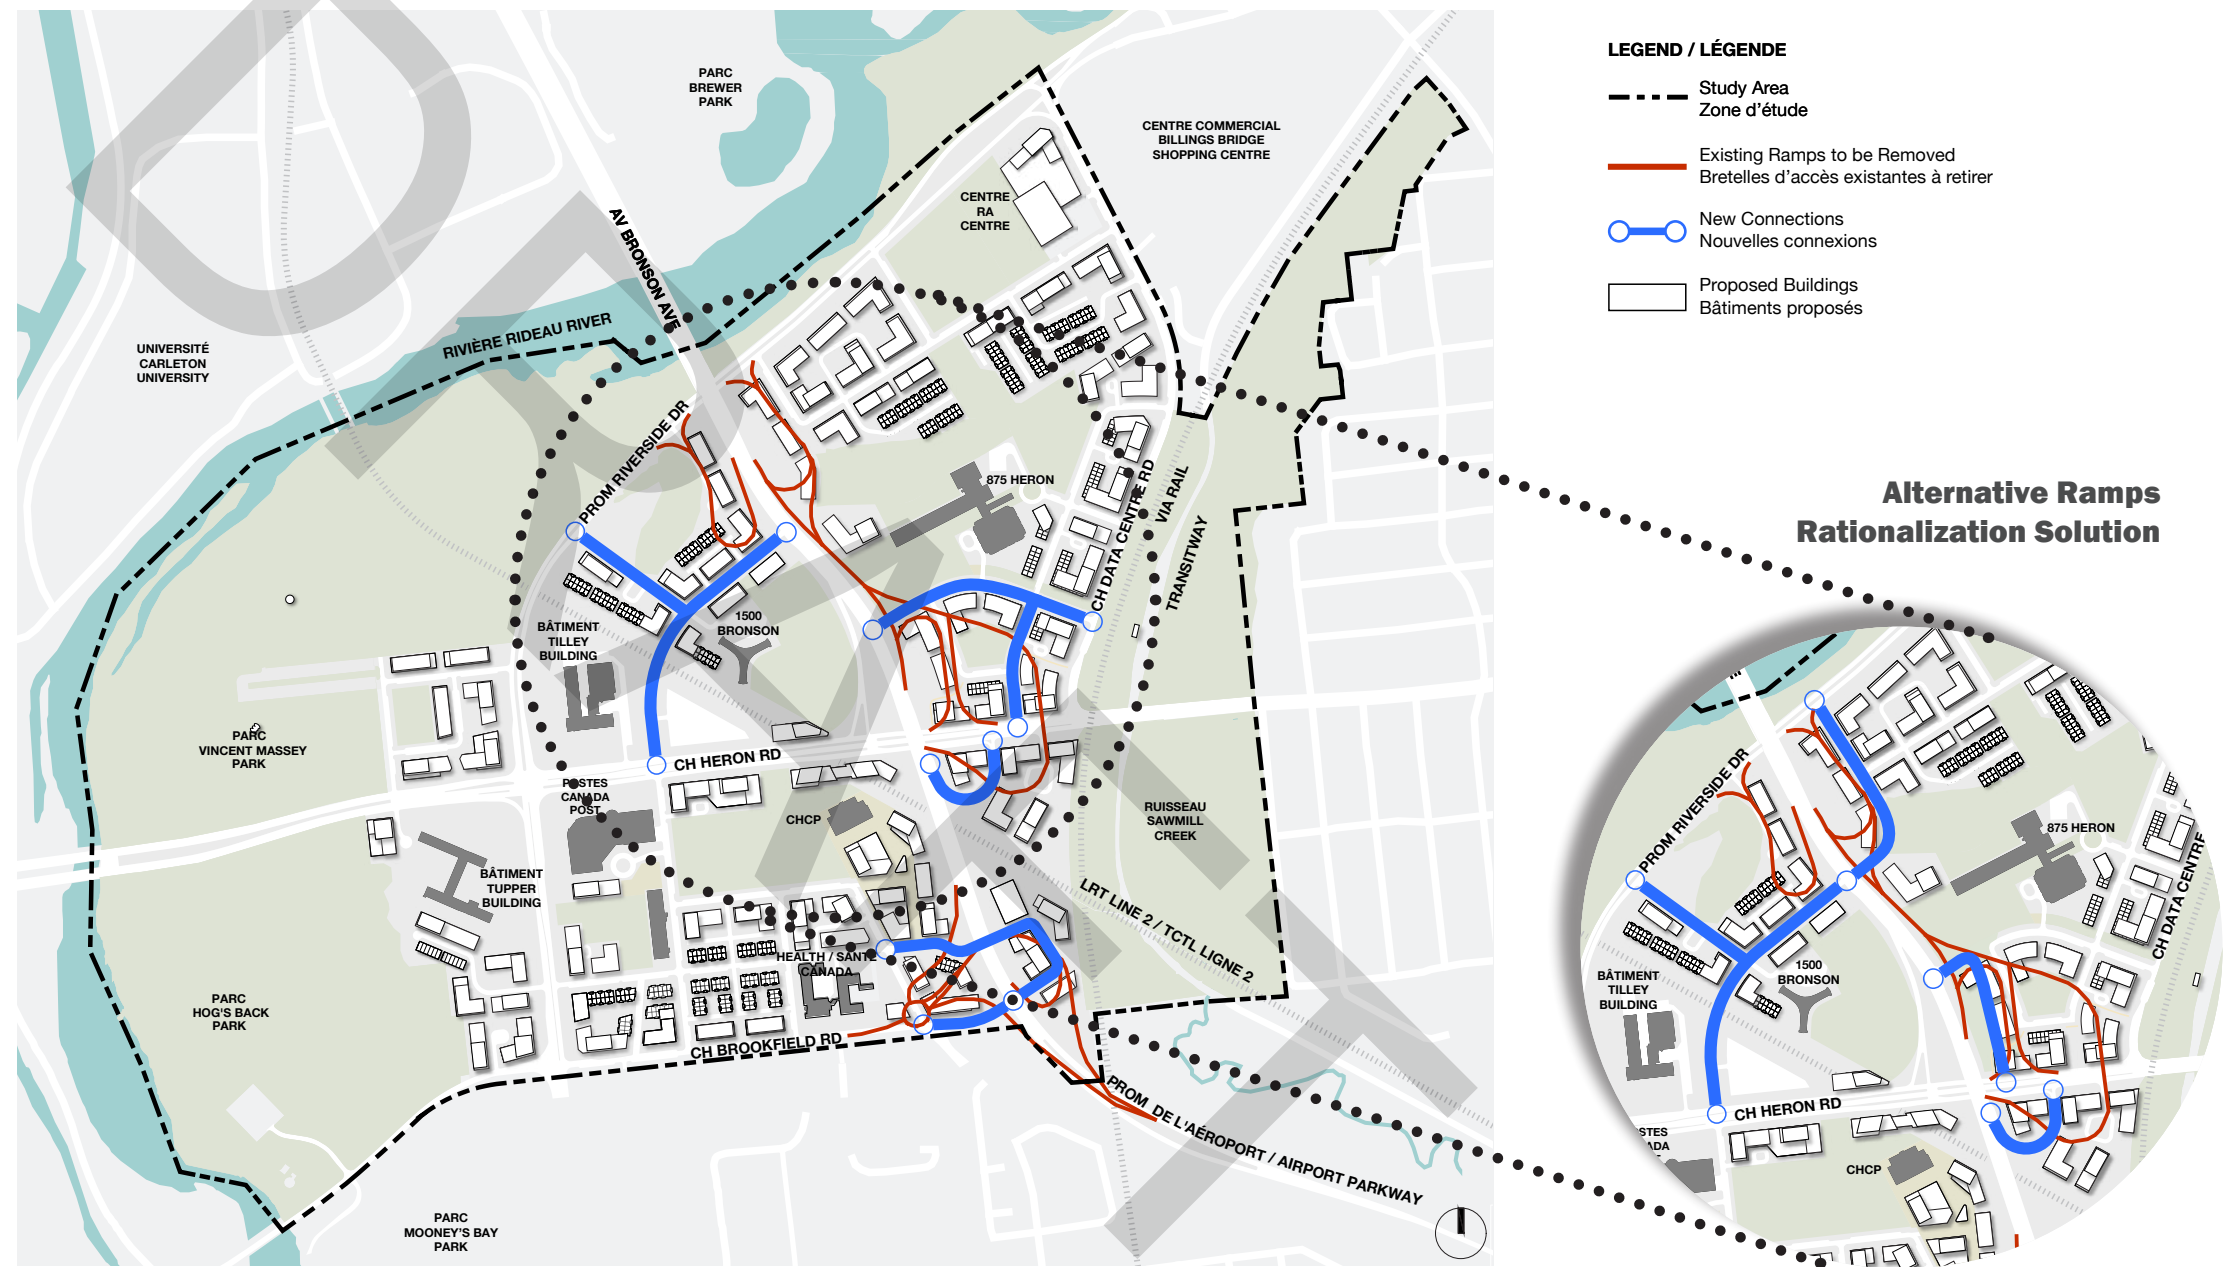 LEGEND / LÉGENDE
Study Area
Zone d'étude
Existing Ramps to be Removed
Bretelles d'accès existantes à retirer
New Connections
Nouvelles connexions
Proposed Buildings
Bâtiments proposés
PARC
BREWER
PARK
CENTRE COMMERCIAL
BILLINGS BRIDGE
SHOPPING CENTRE
CENTRE
RA
CENTRE
AV BRONSON AVE
RIVIÈRE RIDEAU RIVER
UNIVERSITÉ
CARLETON
UNIVERSITY
PROM RIVERSIDE DR
875 HERON
CH DATA CENTRE RD
VIA RAIL
TRANSITWAY
BÂTIMENT
TILLEY
BUILDING
1500
BRONSON
PARC
VINCENT MASSEY
PARK
CH HERON RD
POSTES
CANADA
POST
CHCP
RUISSEAU
SAWMILL
CREEK
BÂTIMENT
TUPPER
BUILDING
LRT LINE 2 / TCTL LIGNE 2
HEALTH / SANTÉ
CANADA
PARC
HOG'S BACK
PARK
CH BROOKFIELD RD
PROM DE L'AÉROPORT / AIRPORT PARKWAY
PARC
MOONEY'S BAY
PARK
DRAFT
Alternative Ramps
Rationalization Solution
PROM RIVERSIDE DR
875 HERON
CH DATA CENTRE
BÂTIMENT
TILLEY
BUILDING
1500
BRONSON
CH HERON RD
STES
ADA
CHCP